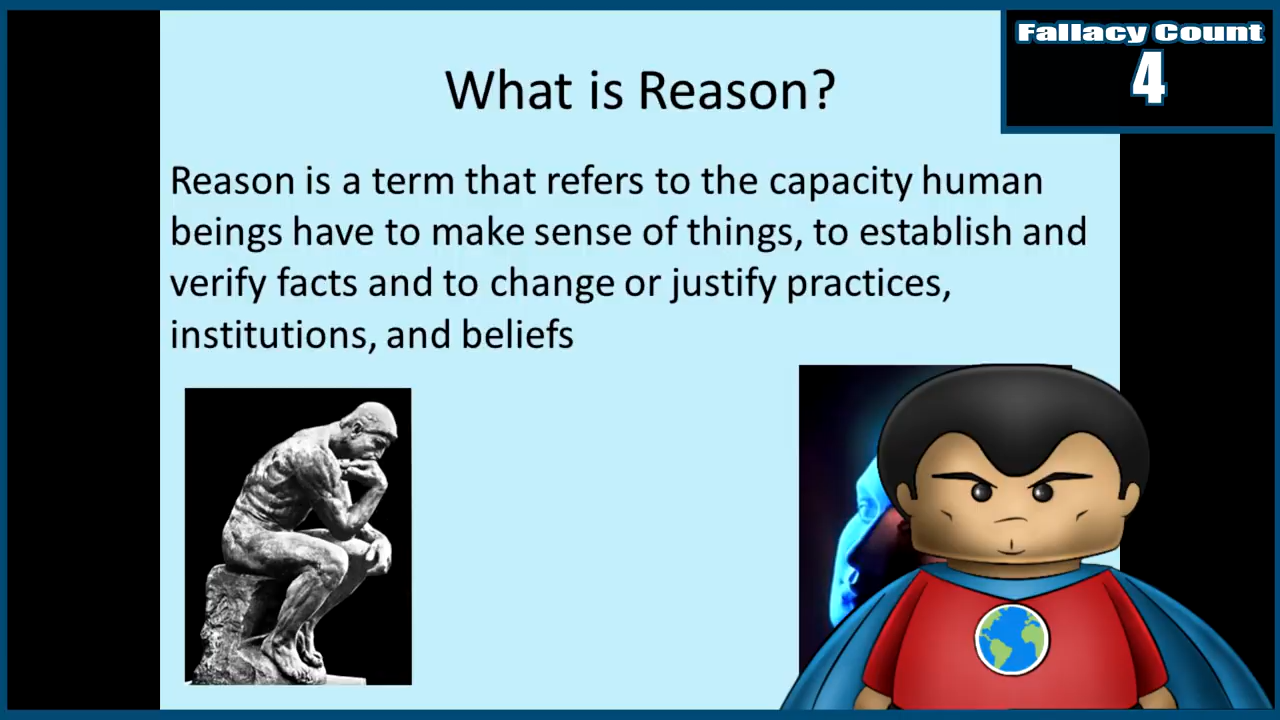 Fallacy Count
4
What is Reason?
Reason is a term that refers to the capacity human
beings have to make sense of things, to establish and
verify facts and to change or justify practices,
institutions, and beliefs